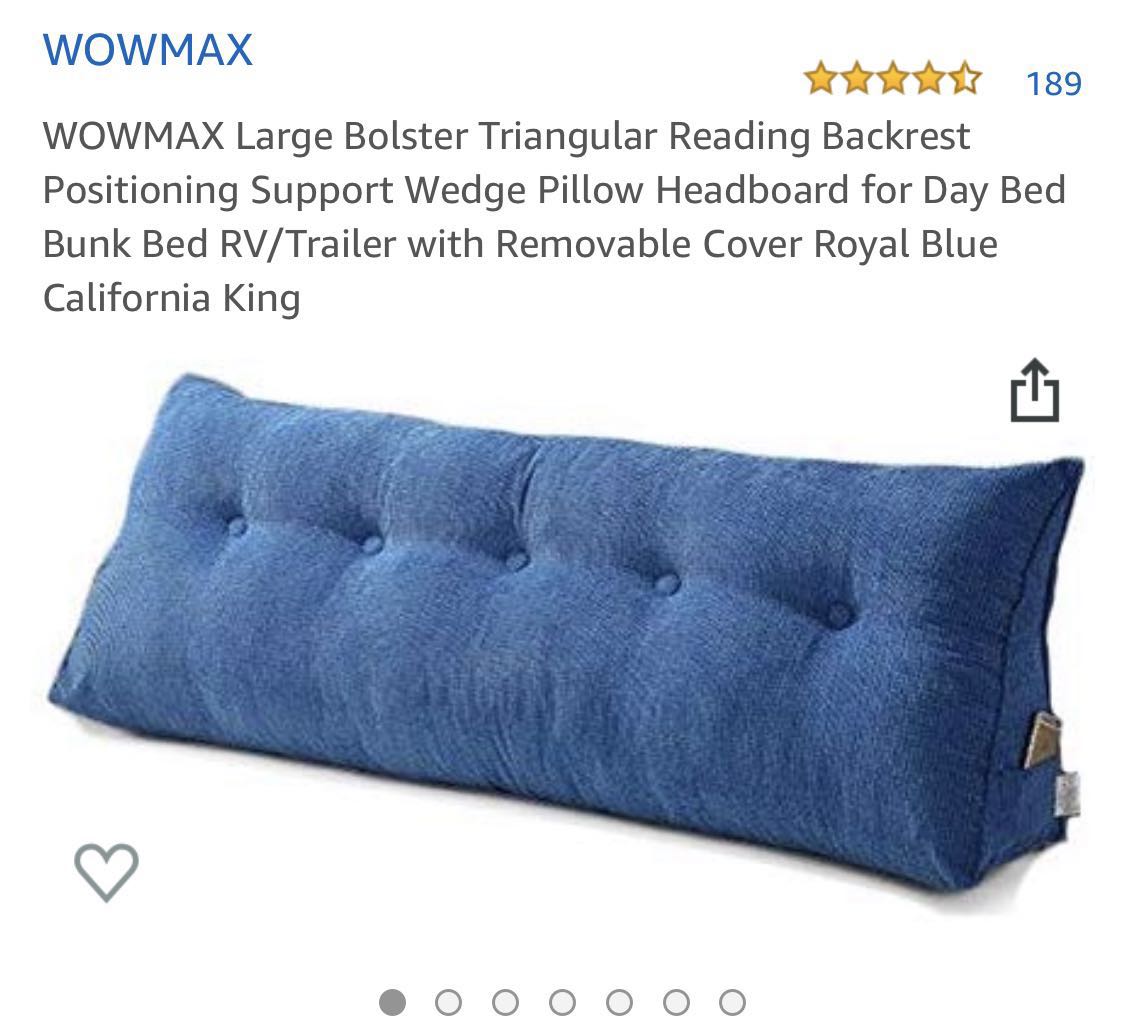 WOWMAX
189
WOWMAX Large Bolster Triangular Reading Backrest
Positioning Support Wedge Pillow Headboard for Day Bed
Bunk Bed RV/Trailer with Removable Cover Royal Blue
California King